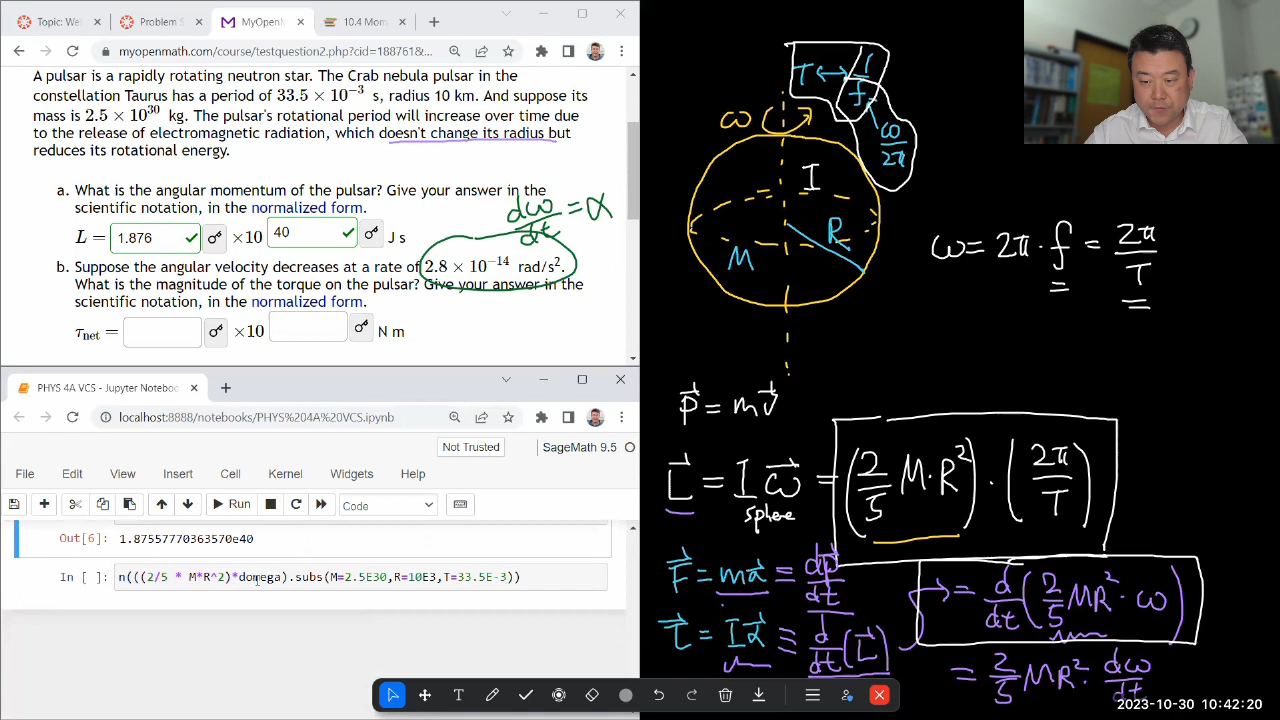 Topic: Wee
Problem S
MyOpenM
10.4 Mom
myopenmath.com/course/testquestion2.php?cid=188761&...
A pulsar is a rapidly rotating neutron star. The Crab nebula pulsar in the
constellation Taurus has a period of 33.5 × 10⁻³ s, radius 10 km. And suppose its
mass is 2.5 × 10³⁰ kg. The pulsar's rotational period will increase over time due
to the release of electromagnetic radiation, which doesn't change its radius but
reduces its rotational energy.
a. What is the angular momentum of the pulsar? Give your answer in the
scientific notation, in the normalized form.
L = 1.876 ×10 40 J s
dω/dt = α
b. Suppose the angular velocity decreases at a rate of 2.8 × 10⁻¹⁴ rad/s².
What is the magnitude of the torque on the pulsar? Give your answer in the
scientific notation, in the normalized form.
τnet = ×10 N m
PHYS 4A VCS - Jupyter Noteboo
localhost:8888/notebooks/PHYS%204A%20VCS.ipynb
Not Trusted SageMath 9.5
File Edit View Insert Cell Kernel Widgets Help
Run Code
Out[6]: 1.87557770383570e40
In [ ]: n(((2/5 * M*R^2)*domega).subs(M=2.5E30,R=10E3,T=33.5E-3))
T ↔ 1/f
ω/2π
ω
I
R
M
ω = 2π · f = 2π/T
p⃗ = mv⃗
L⃗ = I ω⃗ = (2/5 M·R²) · (2π/T)
sphere
F⃗ = ma⃗ = dp⃗/dt
τ⃗ = Iα⃗ ≡ d/dt (L⃗)
= d/dt (2/5 MR² · ω)
= 2/5 MR² · dω/dt
2023-10-30 10:42:20